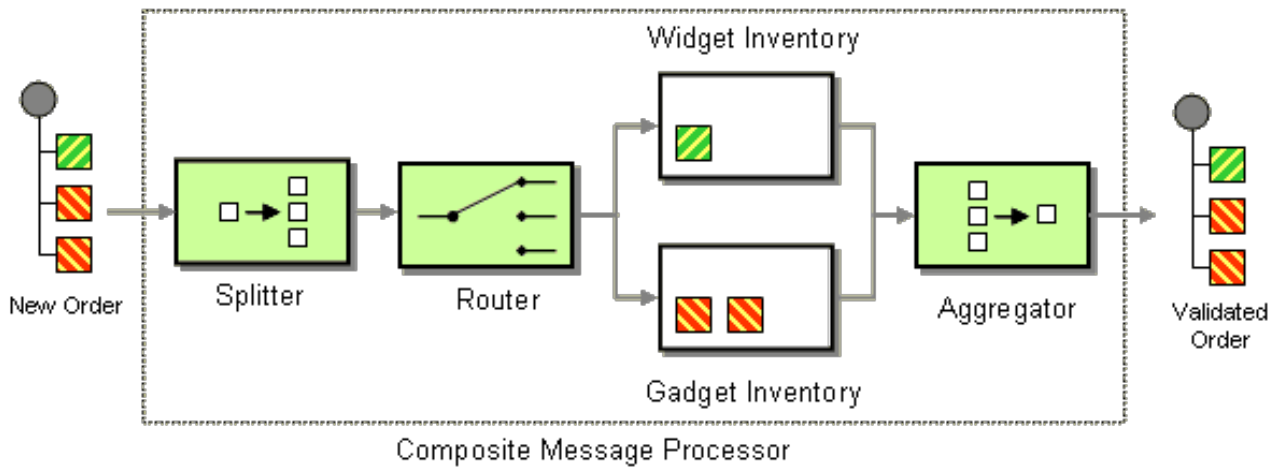 Widget Inventory
New Order
Splitter
Router
Aggregator
Validated
Order
Gadget Inventory
Composite Message Processor